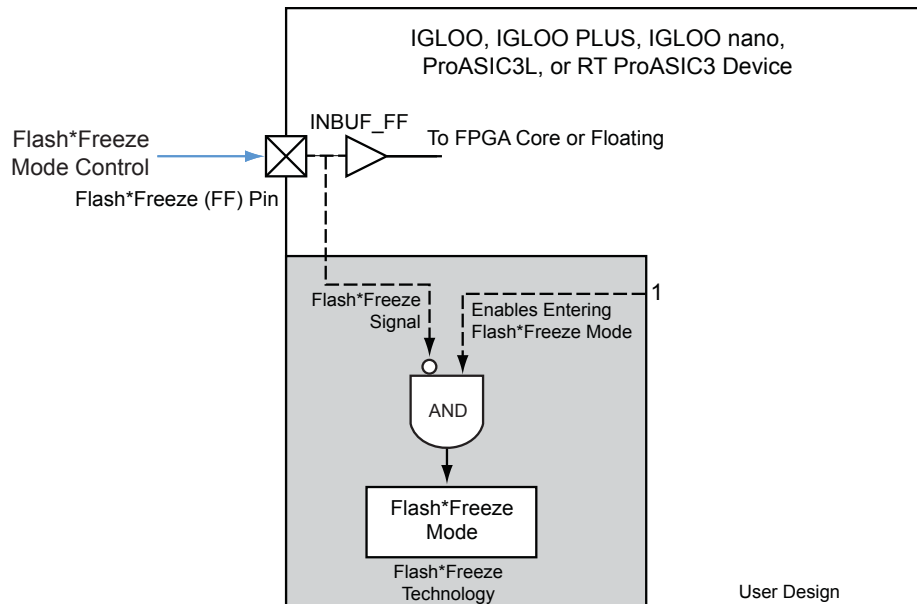 IGLOO, IGLOO PLUS, IGLOO nano,
ProASIC3L, or RT ProASIC3 Device
INBUF_FF
To FPGA Core or Floating
Flash*Freeze
Mode Control
Flash*Freeze (FF) Pin
1
Flash*Freeze
Signal
Enables Entering
Flash*Freeze Mode
AND
Flash*Freeze
Mode
Flash*Freeze
Technology
User Design